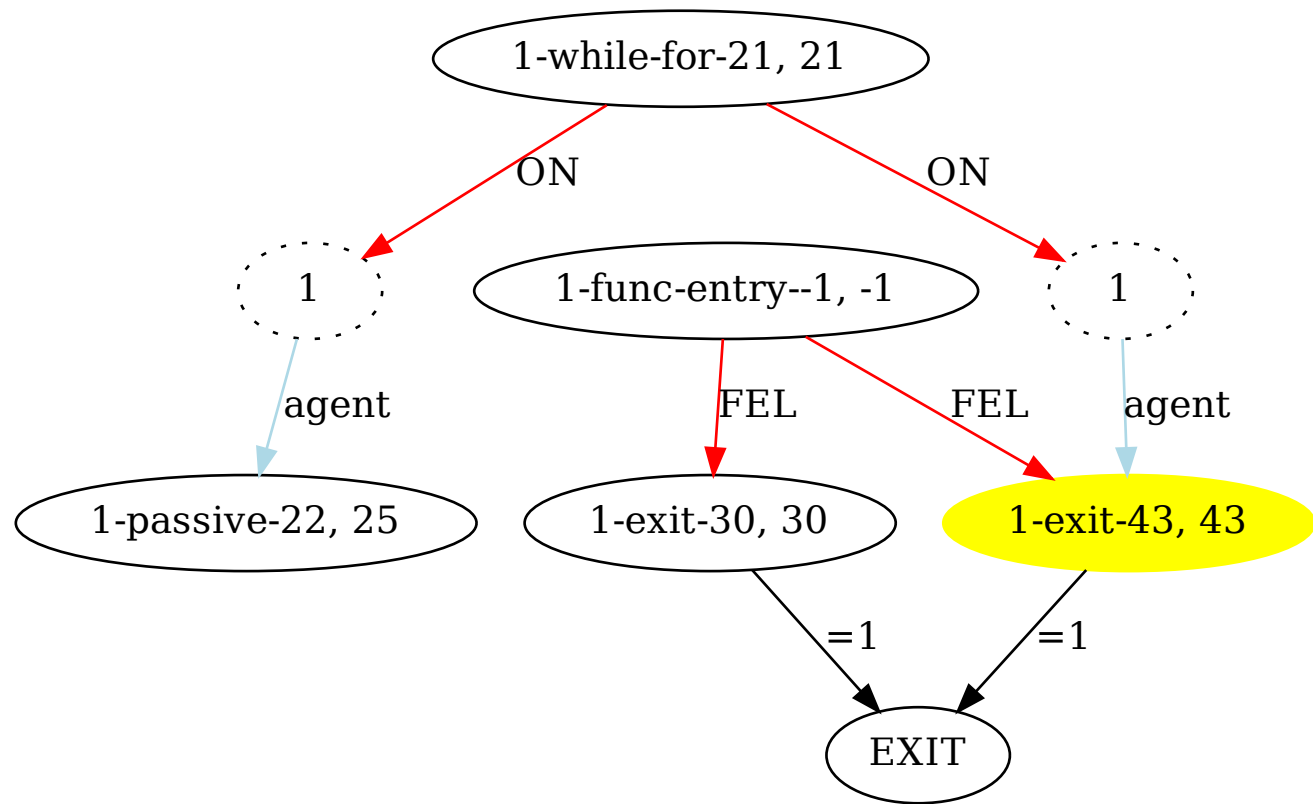 1-while-for-21, 21
ON
ON
1
1-func-entry--1, -1
1
agent
FEL
FEL
agent
1-passive-22, 25
1-exit-30, 30
1-exit-43, 43
=1
=1
EXIT